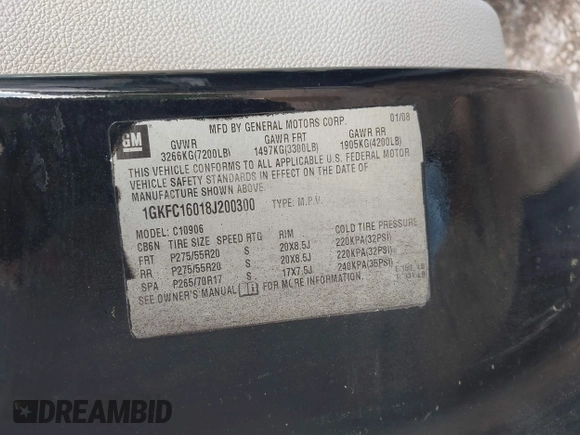 MFD BY GENERAL MOTORS CORP. 01/08
GM
GVWR GAWR FRT GAWR RR
3266KG(7200LB) 1497KG(3300LB) 1905KG(4200LB)
THIS VEHICLE CONFORMS TO ALL APPLICABLE U.S. FEDERAL MOTOR
VEHICLE SAFETY STANDARDS IN EFFECT ON THE DATE OF
MANUFACTURE SHOWN ABOVE.
1GKFC16018J200300 TYPE: M.P.V.
MODEL: C10906
CB6N TIRE SIZE SPEED RTG RIM COLD TIRE PRESSURE
FRT P275/55R20 S 20X8.5J 220KPA(32PSI)
RR P275/55R20 S 20X8.5J 220KPA(32PSI)
SPA P265/70R17 S 17X7.5J 240KPA(35PSI)
SEE OWNER'S MANUAL FOR MORE INFORMATION.
DREAMBID